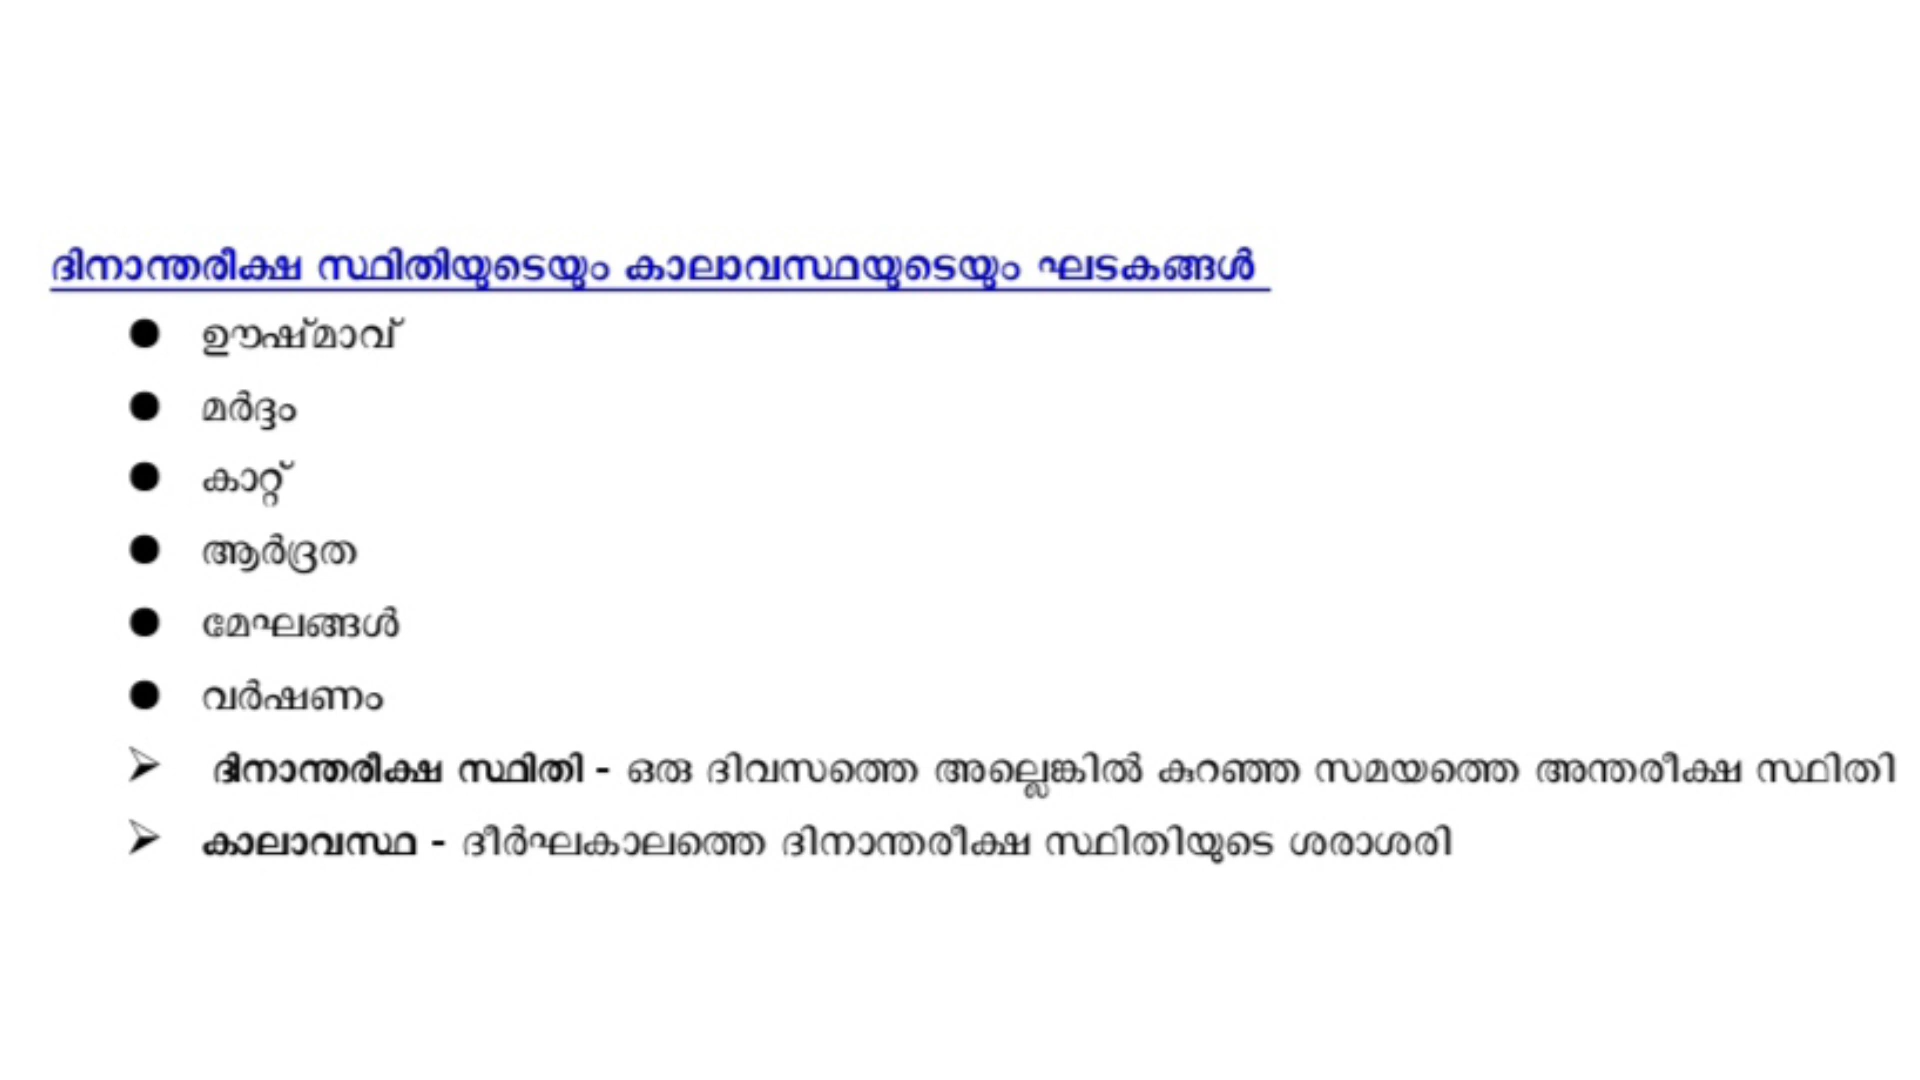 ദിനാന്തരീക്ഷ സ്ഥിതിയുടെയും കാലാവസ്ഥയുടെയും ഘടകങ്ങൾ
● ഊഷ്മാവ്
● മർദ്ദം
● കാറ്റ്
● ആർദ്രത
● മേഘങ്ങൾ
● വർഷണം
➢ ദിനാന്തരീക്ഷ സ്ഥിതി - ഒരു ദിവസത്തെ അല്ലെങ്കിൽ കുറഞ്ഞ സമയത്തെ അന്തരീക്ഷ സ്ഥിതി
➢ കാലാവസ്ഥ - ദീർഘകാലത്തെ ദിനാന്തരീക്ഷ സ്ഥിതിയുടെ ശരാശരി